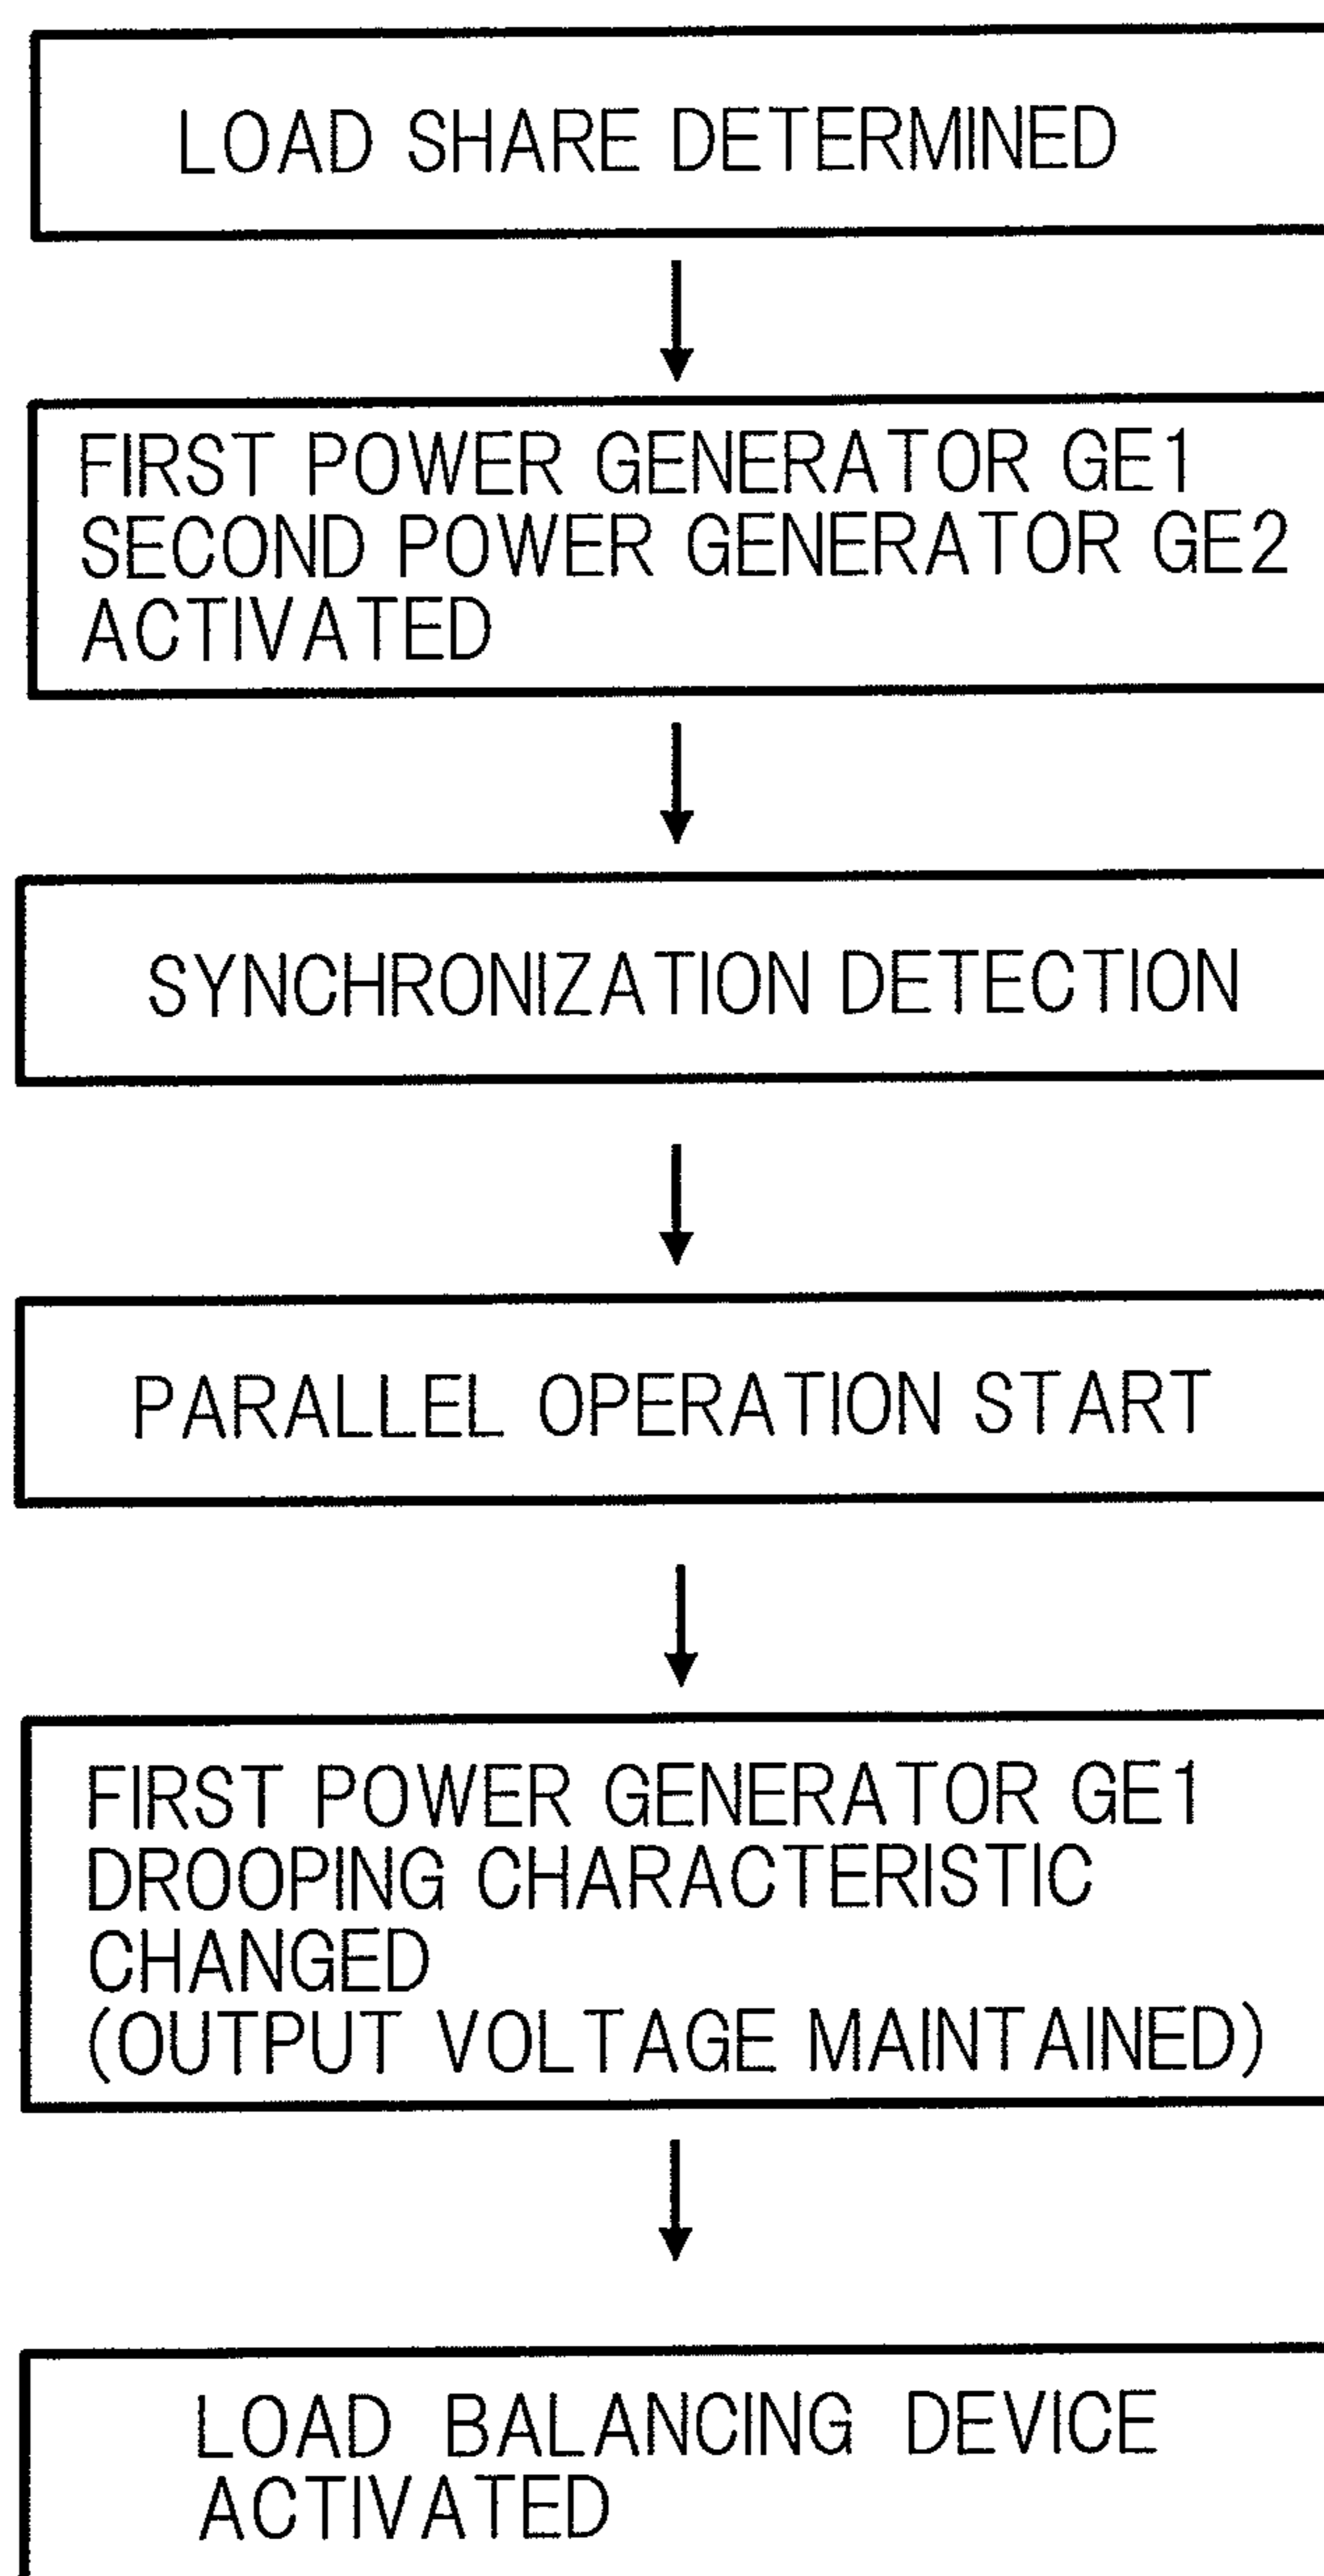 LOAD SHARE DETERMINED
FIRST POWER GENERATOR GE1
SECOND POWER GENERATOR GE2
ACTIVATED
SYNCHRONIZATION DETECTION
PARALLEL OPERATION START
FIRST POWER GENERATOR GE1
DROOPING CHARACTERISTIC
CHANGED
(OUTPUT VOLTAGE MAINTAINED)
LOAD BALANCING DEVICE
ACTIVATED